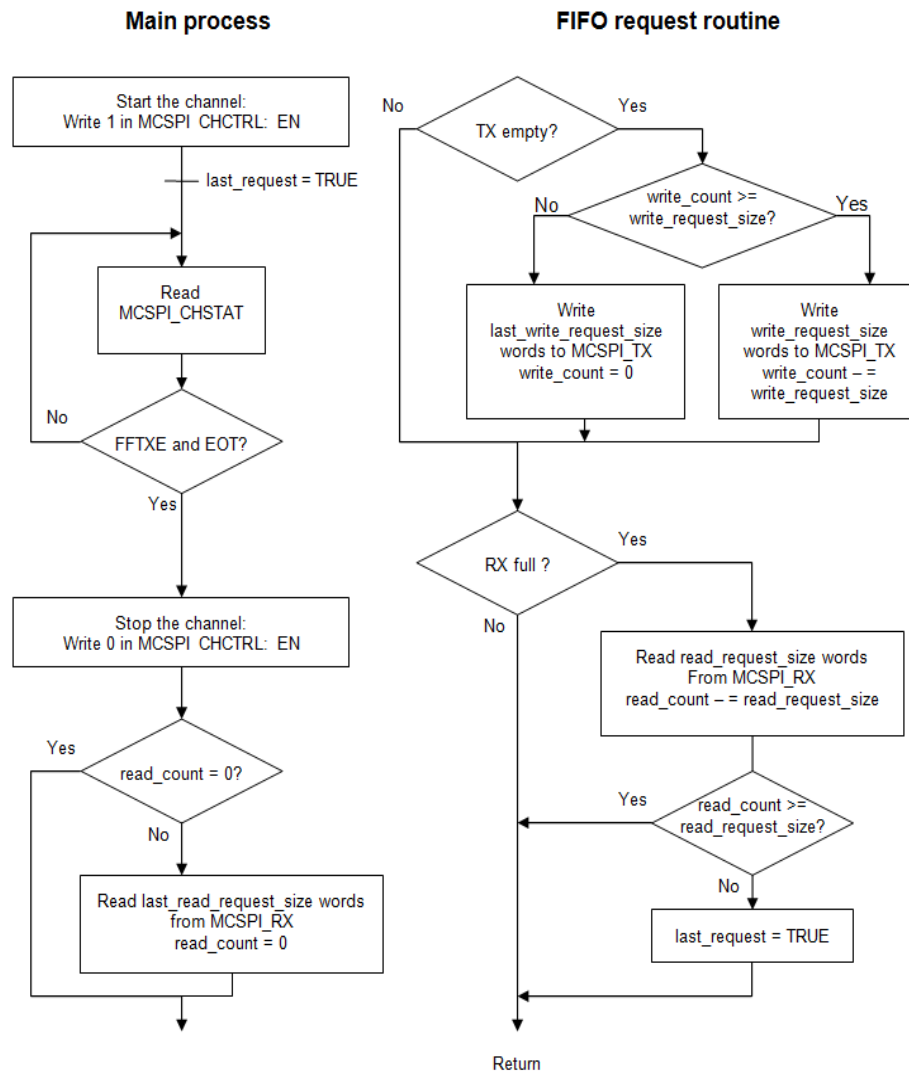 Main process
Start the channel:
Write 1 in MCSPI CHCTRL: EN
last_request = TRUE
Read
MCSPI_CHSTAT
No
FFTXE and EOT?
Yes
Stop the channel:
Write 0 in MCSPI CHCTRL: EN
Yes
read_count = 0?
No
Read last_read_request_size words
from MCSPI_RX
read_count = 0
FIFO request routine
No
Yes
TX empty?
No
write_count >=
write_request_size?
Yes
Write
last_write_request_size
words to MCSPI_TX
write_count = 0
Write
write_request_size
words to MCSPI_TX
write_count – =
write_request_size
RX full ?
Yes
No
Read read_request_size words
From MCSPI_RX
read_count – = read_request_size
Yes
read_count >=
read_request_size?
No
last_request = TRUE
Return